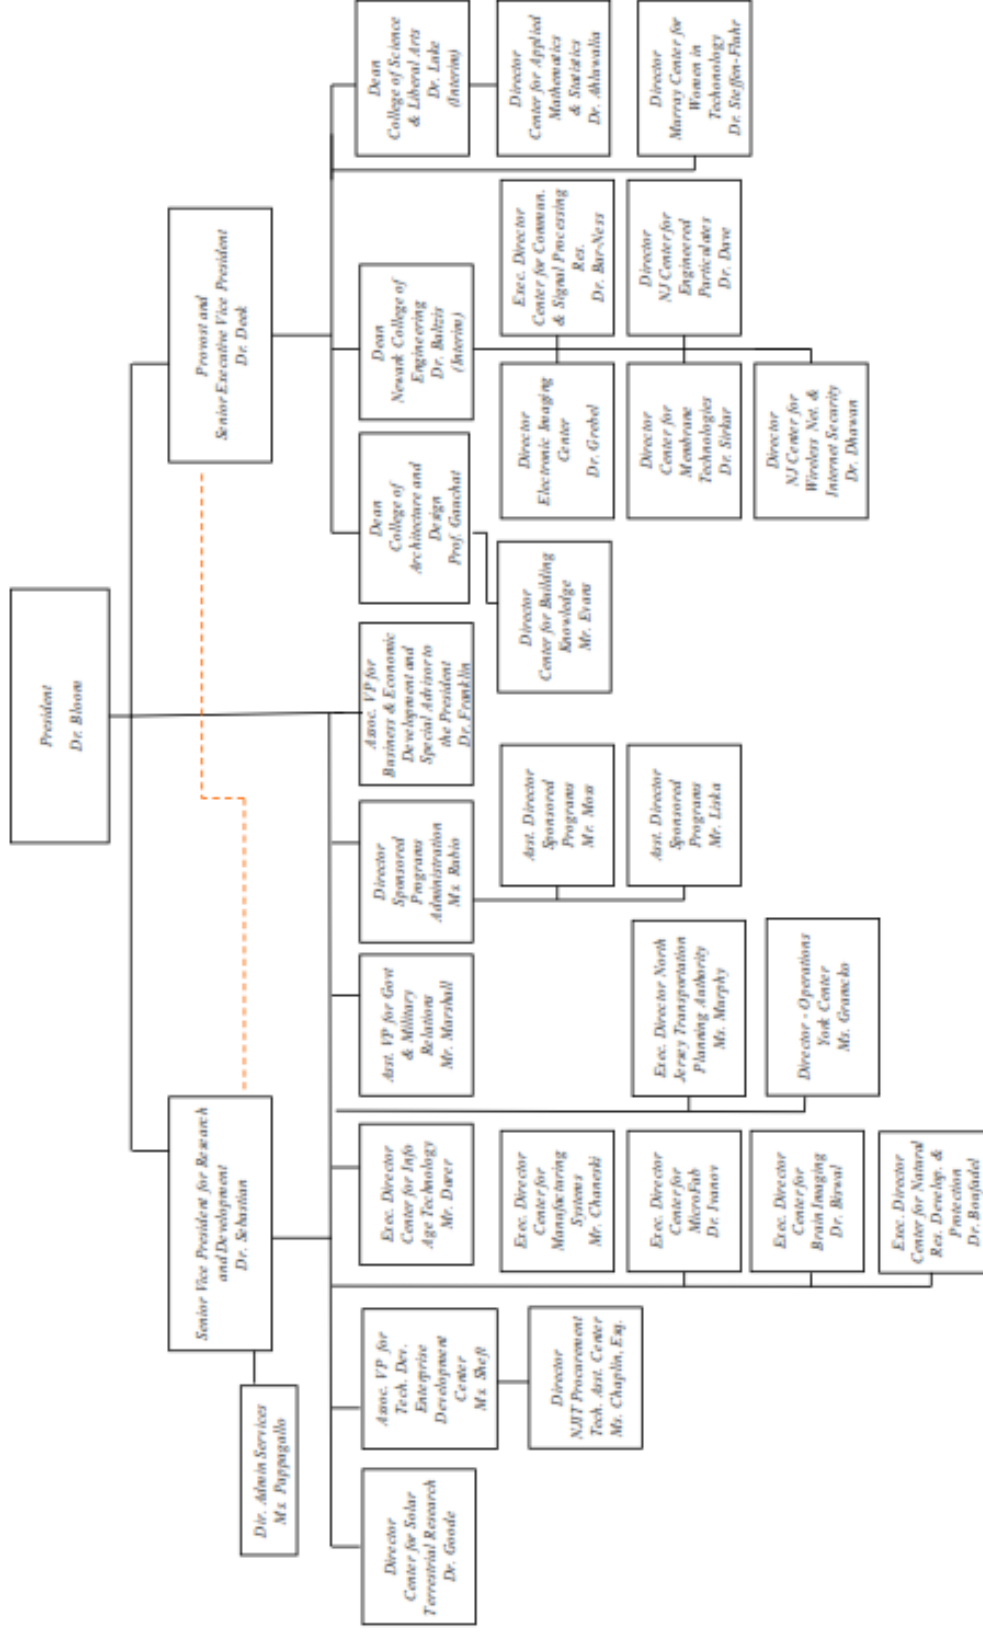 President
Dr. Bloom
Senior Vice President for Research
and Development
Dr. Sebastian
Provost and
Senior Executive Vice President
Dr. Deek
Dir. Admin Services
Ms. Pappagallo
Director
Center for Solar
Terrestrial Research
Dr. Goode
Assoc. VP for
Tech. Dev.
Enterprise
Development
Center
Ms. Sheft
Director
NJIT Procurement
Tech. Asst. Center
Ms. Chaplin, Esq.
Exec. Director
Center for Info
Age Technology
Mr. Durer
Exec. Director
Center for
Manufacturing
Systems
Mr. Chaneski
Exec. Director
Center for
MicroFab
Dr. Ivanov
Exec. Director
Center for
Brain Imaging
Dr. Biswal
Exec. Director
Center for Natural
Res. Develop. &
Protection
Dr. Bonfadel
Asst. VP for Govt
& Military
Relations
Mr. Marshall
Exec. Director North
Jersey Transportation
Planning Authority
Ms. Murphy
Director - Operations
York Center
Ms. Gramcko
Director
Sponsored
Programs
Administration
Ms. Rubio
Asst. Director
Sponsored
Programs
Mr. Moss
Asst. Director
Sponsored
Programs
Mr. Liska
Assoc. VP for
Business & Economic
Development and
Special Advisor to
the President
Dr. Franklin
Dean
College of
Architecture and
Design
Prof. Gauchat
Director
Center for Building
Knowledge
Mr. Evans
Dean
Newark College of
Engineering
Dr. Baltzis
(Interim)
Director
Electronic Imaging
Center
Dr. Grebel
Exec. Director
Center for Commun.
& Signal Processing
Res.
Dr. Bar-Ness
Director
Center for
Membrane
Technologies
Dr. Sirkar
Director
NJ Center for
Engineered
Particulates
Dr. Dave
Director
NJ Center for
Wireless Net. &
Internet Security
Dr. Dhawan
Dean
College of Science
& Liberal Arts
Dr. Lake
(Interim)
Director
Center for Applied
Mathematics
& Statistics
Dr. Ahluwalia
Director
Murray Center for
Women in
Techonology
Dr. Steffen-Fluhr